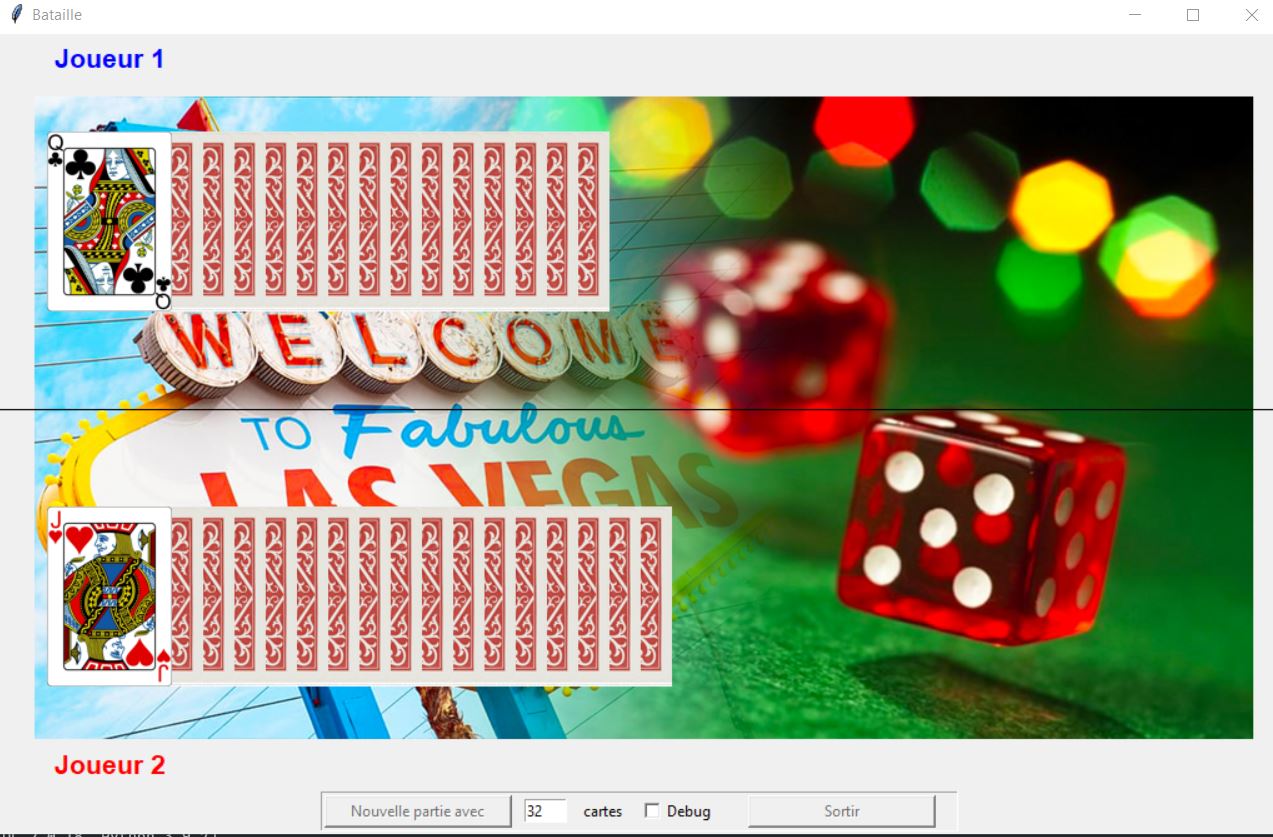 Bataille
Joueur 1
Q
Q
WELCOME
TO Fabulous
LAS VEGAS
J
J
Joueur 2
Nouvelle partie avec
32
cartes
Debug
Sortir